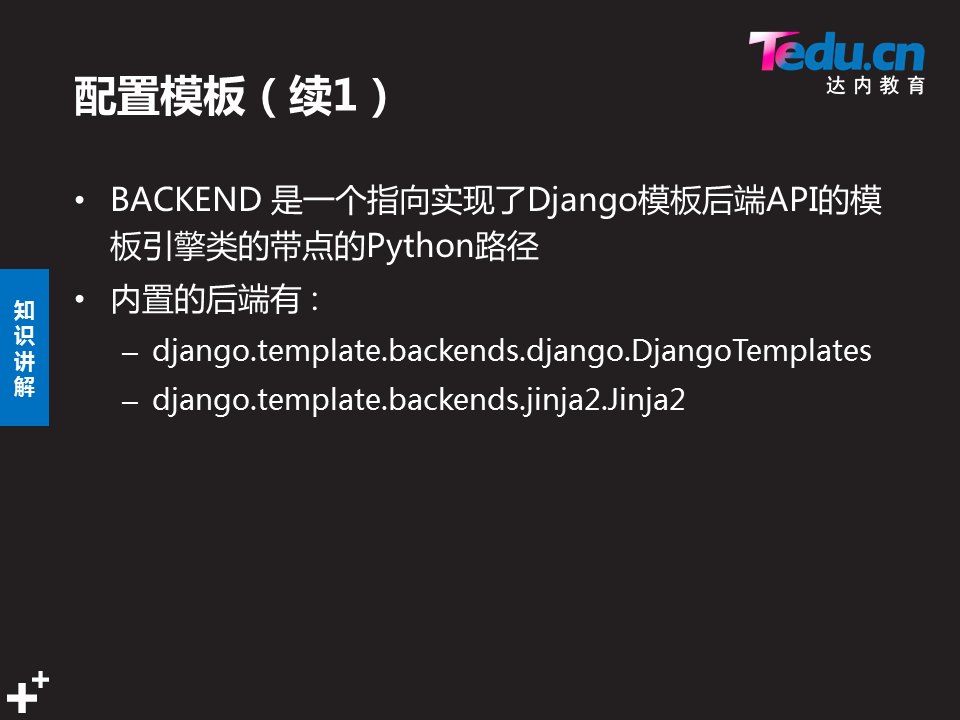 Tedu.cn
达内教育
配置模板（续1）
• BACKEND 是一个指向实现了Django模板后端API的模
板引擎类的带点的Python路径
• 内置的后端有：
– django.template.backends.django.DjangoTemplates
– django.template.backends.jinja2.Jinja2
知
识
讲
解